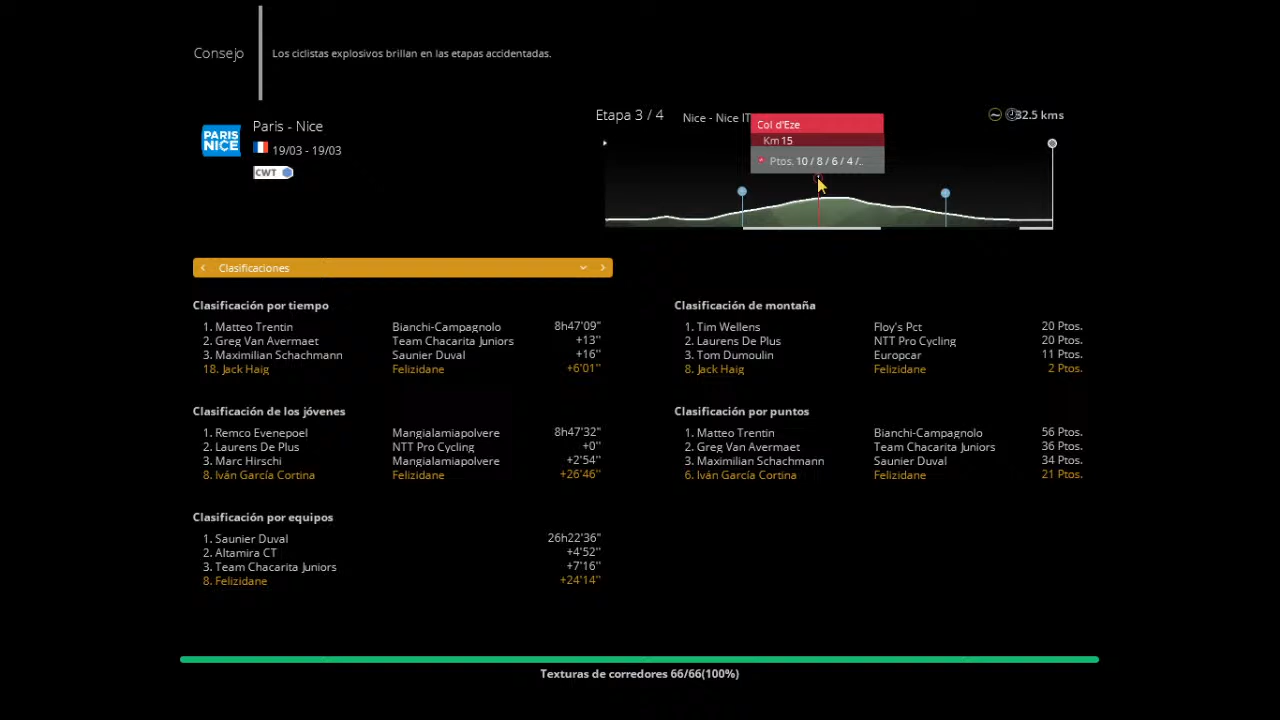 Consejo
Los ciclistas explosivos brillan en las etapas accidentadas.
PARIS
NICE
Paris - Nice
19/03 - 19/03
CWT
Etapa 3 / 4
Nice - Nice IT
32.5 kms
Col d'Eze
Km 15
Ptos. 10 / 8 / 6 / 4 /..
Clasificaciones
Clasificación por tiempo
1. Matteo Trentin Bianchi-Campagnolo 8h47'09''
2. Greg Van Avermaet Team Chacarita Juniors +13''
3. Maximilian Schachmann Saunier Duval +16''
18. Jack Haig Felizidane +6'01''
Clasificación de montaña
1. Tim Wellens Floy's Pct 20 Ptos.
2. Laurens De Plus NTT Pro Cycling 20 Ptos.
3. Tom Dumoulin Europcar 11 Ptos.
8. Jack Haig Felizidane 2 Ptos.
Clasificación de los jóvenes
1. Remco Evenepoel Mangialamiapolvere 8h47'32''
2. Laurens De Plus NTT Pro Cycling +0''
3. Marc Hirschi Mangialamiapolvere +2'54''
8. Iván García Cortina Felizidane +26'46''
Clasificación por puntos
1. Matteo Trentin Bianchi-Campagnolo 56 Ptos.
2. Greg Van Avermaet Team Chacarita Juniors 36 Ptos.
3. Maximilian Schachmann Saunier Duval 34 Ptos.
6. Iván García Cortina Felizidane 21 Ptos.
Clasificación por equipos
1. Saunier Duval 26h22'36''
2. Altamira CT +4'52''
3. Team Chacarita Juniors +7'16''
8. Felizidane +24'14''
Texturas de corredores 66/66(100%)